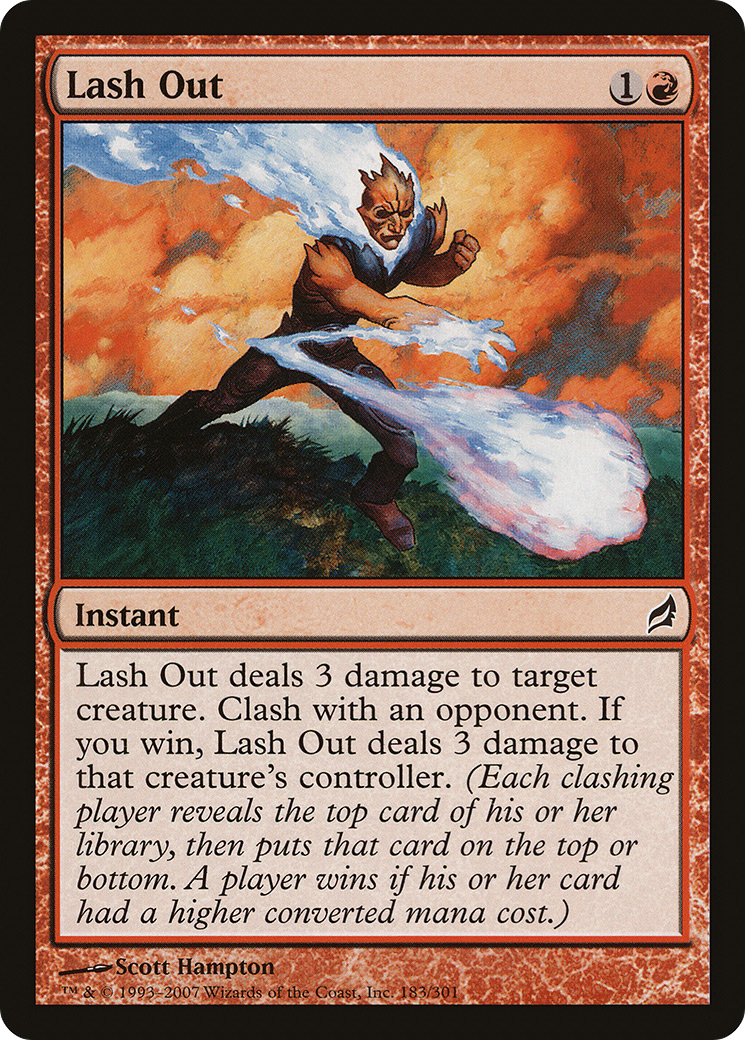 Lash Out
1
Instant
Lash Out deals 3 damage to target
creature. Clash with an opponent. If
you win, Lash Out deals 3 damage to
that creature's controller. (Each clashing
player reveals the top card of his or her
library, then puts that card on the top or
bottom. A player wins if his or her card
had a higher converted mana cost.)
Scott Hampton
™ & © 1993–2007 Wizards of the Coast, Inc. 183/301